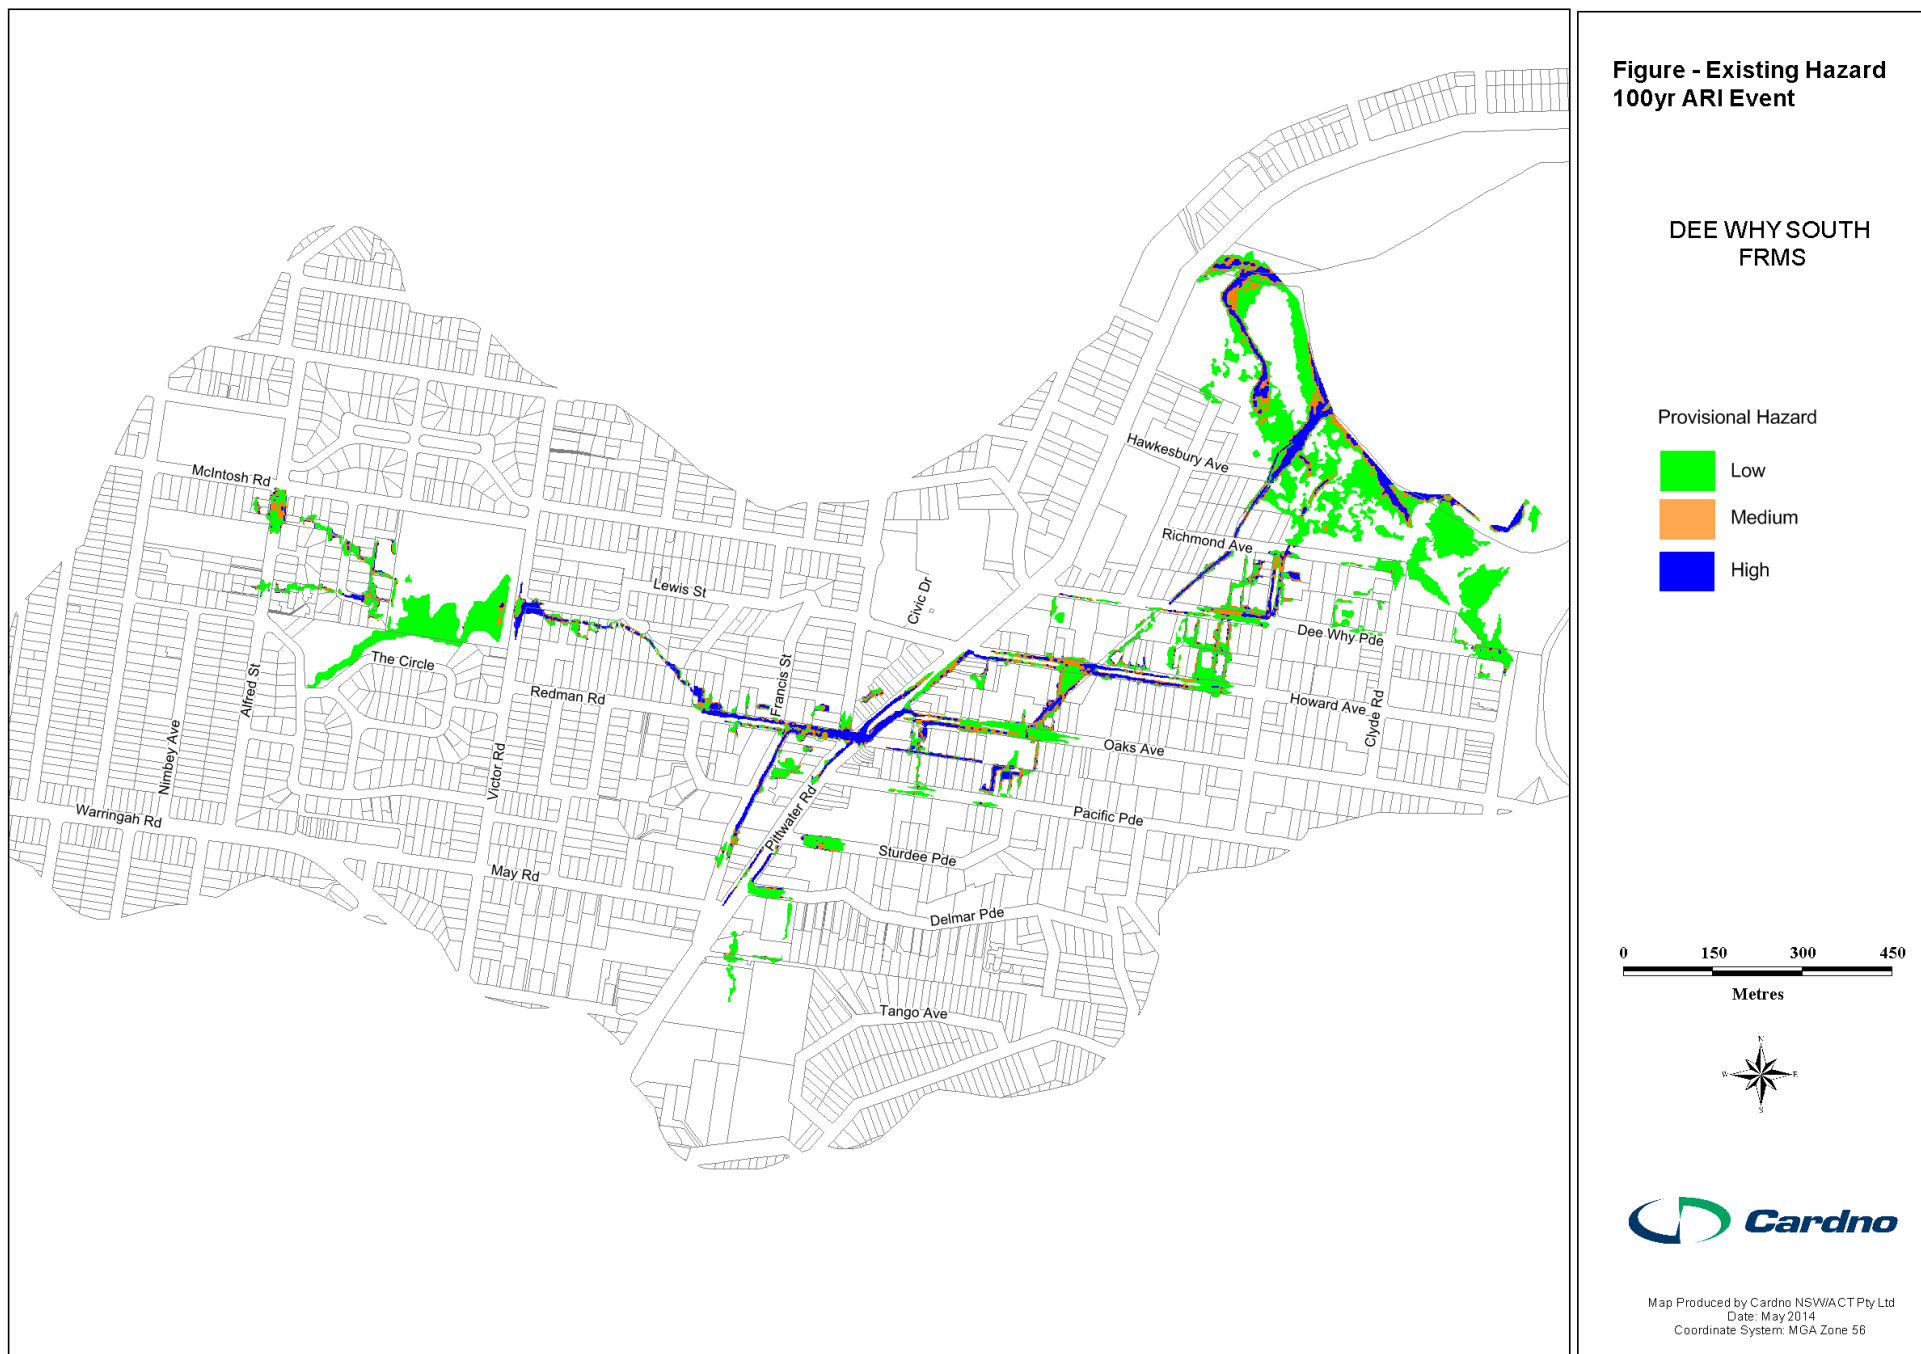 Figure - Existing Hazard
100yr ARI Event
DEE WHY SOUTH
FRMS
Provisional Hazard
Low
Medium
High
0 150 300 450
Metres
N
W E
S
Cardno
Map Produced by Cardno NSW/ACT Pty Ltd
Date: May 2014
Coordinate System: MGA Zone 56
Hawkesbury Ave
McIntosh Rd
Richmond Ave
Lewis St
Civic Dr
Dee Why Pde
The Circle
Francis St
Alfred St
Redman Rd
Howard Ave
Clyde Rd
Nimbey Ave
Victor Rd
Oaks Ave
Warringah Rd
Pittwater Rd
Pacific Pde
Sturdee Pde
May Rd
Delmar Pde
Tango Ave